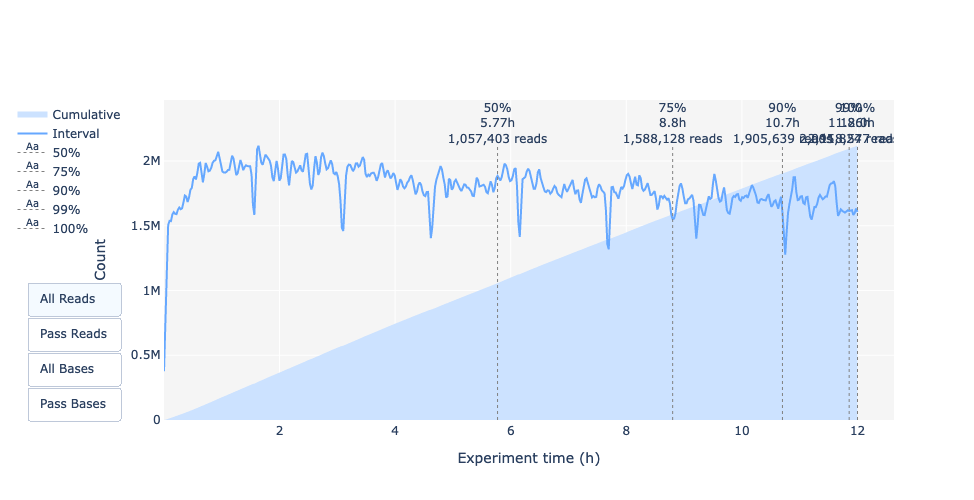 Cumulative
Interval
Aa 50%
Aa 75%
Aa 90%
Aa 99%
Aa 100%
All Reads
Pass Reads
All Bases
Pass Bases
Count
2M
1.5M
1M
0.5M
0
50%
5.77h
1,057,403 reads
75%
8.8h
1,588,128 reads
90%
10.7h
1,905,639 reads
99%
100%
2 4 6 8 10 12
Experiment time (h)